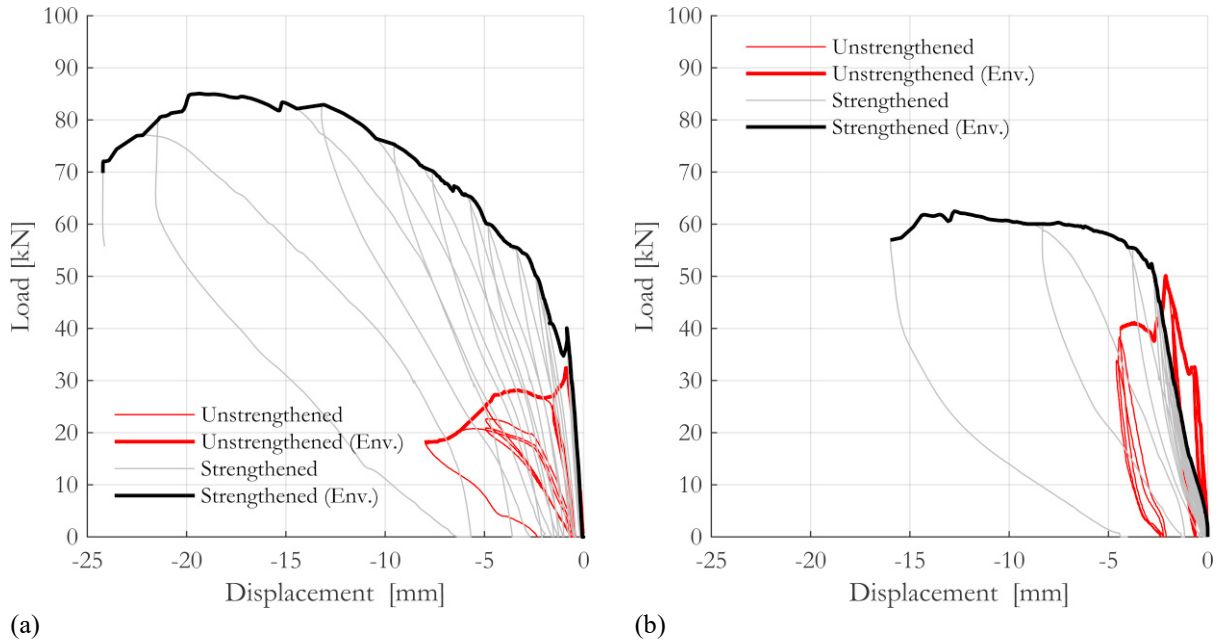 100
90
80
70
60
50
40
30
20
10
0
Load [kN]
Unstrengthened
Unstrengthened (Env.)
Strengthened
Strengthened (Env.)
-25 -20 -15 -10 -5 0
Displacement [mm]
(a)
100
90
80
70
60
50
40
30
20
10
0
Load [kN]
Unstrengthened
Unstrengthened (Env.)
Strengthened
Strengthened (Env.)
-25 -20 -15 -10 -5 0
Displacement [mm]
(b)